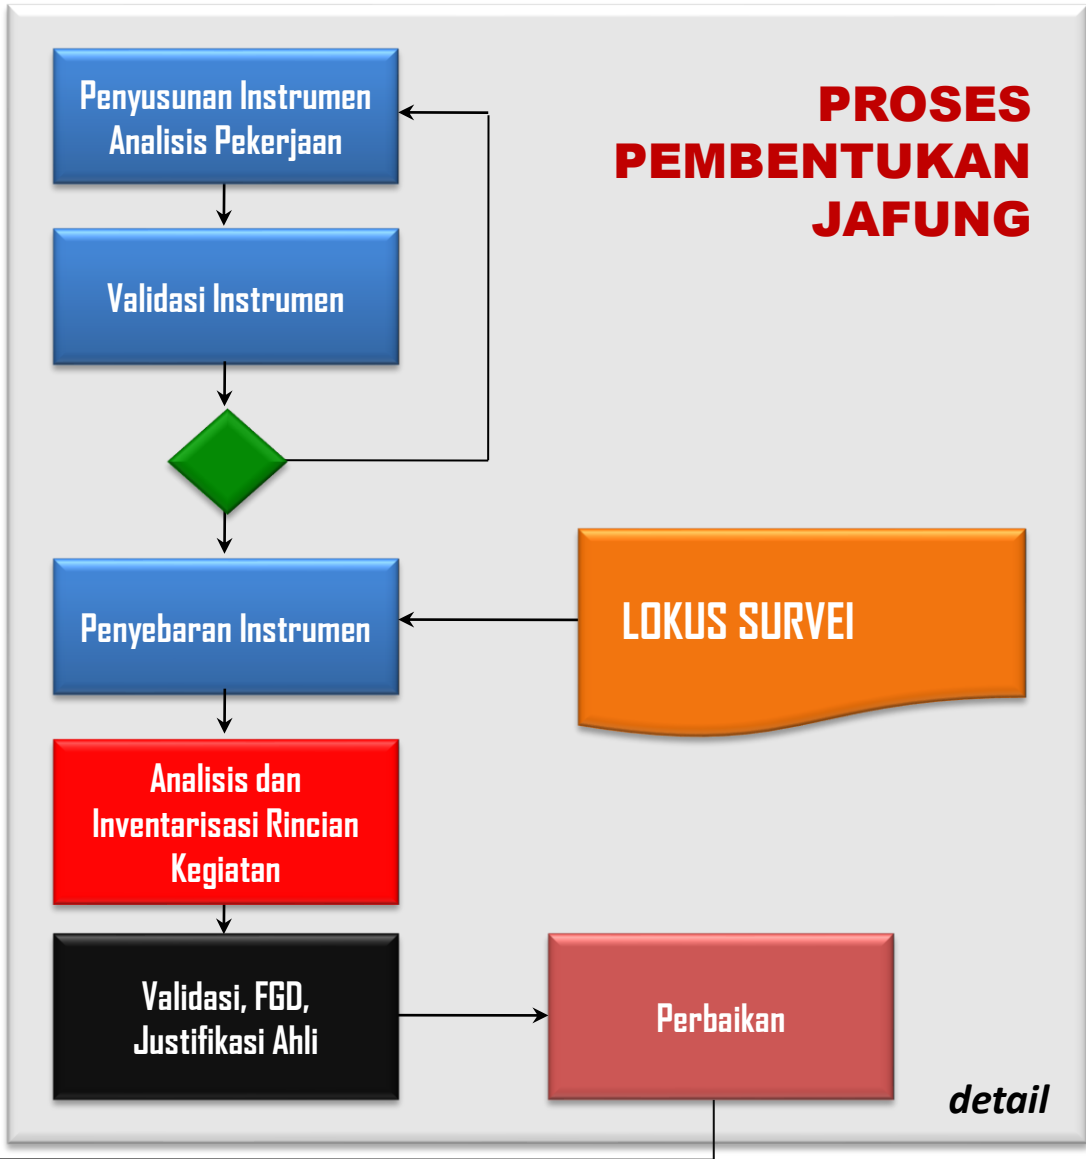 PROSES
PEMBENTUKAN
JAFUNG
Penyusunan Instrumen
Analisis Pekerjaan
Validasi Instrumen
Penyebaran Instrumen
LOKUS SURVEI
Analisis dan
Inventarisasi Rincian
Kegiatan
Validasi, FGD,
Justifikasi Ahli
Perbaikan
detail